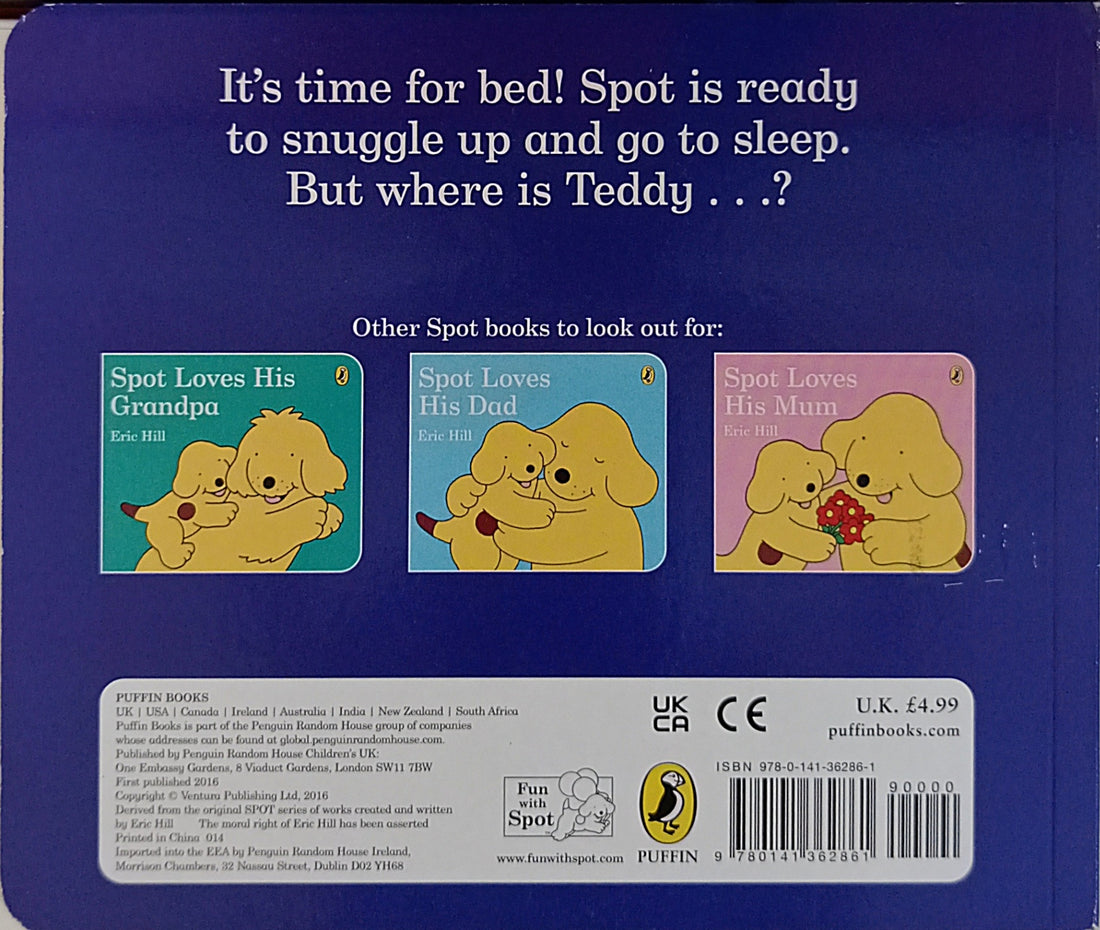 It's time for bed! Spot is ready
to snuggle up and go to sleep.
But where is Teddy . . .?
Other Spot books to look out for:
Spot Loves His
Grandpa
Eric Hill
Spot Loves
His Dad
Eric Hill
Spot Loves
His Mum
Eric Hill
PUFFIN BOOKS
UK | USA | Canada | Ireland | Australia | India | New Zealand | South Africa
Puffin Books is part of the Penguin Random House group of companies
whose addresses can be found at global.penguinrandomhouse.com.
Published by Penguin Random House Children's UK:
One Embassy Gardens, 8 Viaduct Gardens, London SW11 7BW
First published 2016
Copyright © Ventura Publishing Ltd, 2016
Derived from the original SPOT series of works created and written
by Eric Hill The moral right of Eric Hill has been asserted
Printed in China 014
Imported into the EEA by Penguin Random House Ireland,
Morrison Chambers, 32 Nassau Street, Dublin D02 YH68
Fun
with
Spot
www.funwithspot.com
PUFFIN
UK
CA
CE
U.K. £4.99
puffinbooks.com
ISBN 978-0-141-36286-1
90000
9 780141 362861